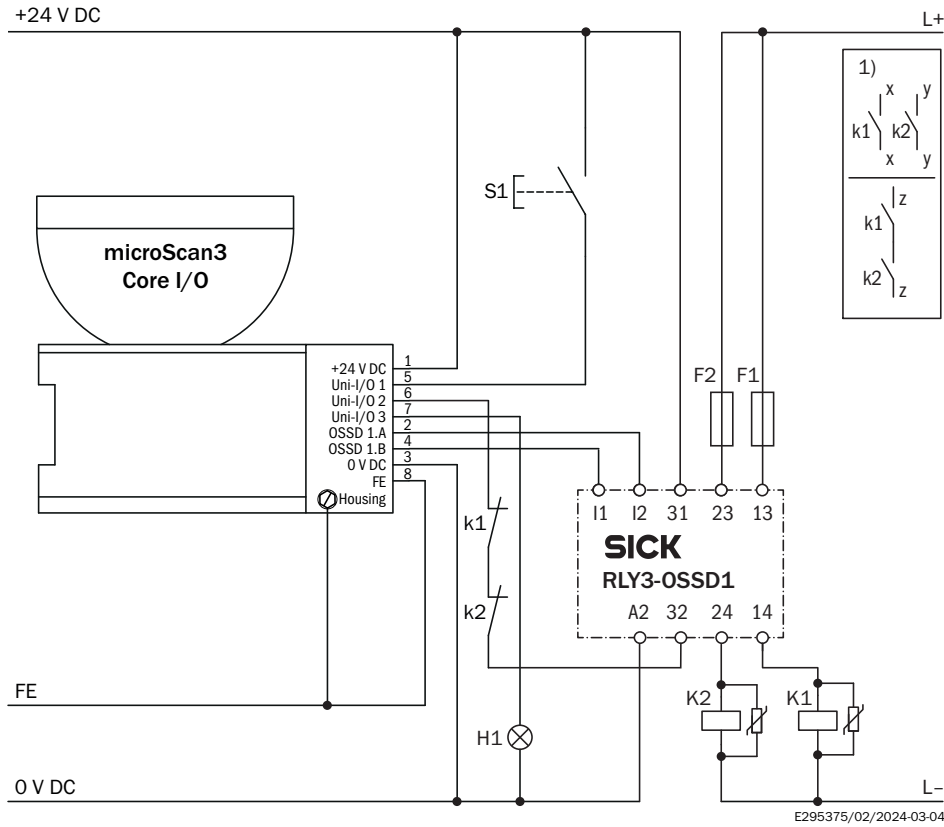 +24 V DC
L+
1)
x y
k1 k2
x y
z
k1
k2
z
S1
microScan3
Core I/O
+24 V DC 1
Uni-I/O 1 5
Uni-I/O 2 6
Uni-I/O 3 7
OSSD 1.A 2
OSSD 1.B 4
0 V DC 3
FE 8
Housing
F2 F1
I1 I2 31 23 13
SICK
RLY3-OSSD1
A2 32 24 14
k1
k2
FE
K2 K1
H1
0 V DC
L–
E295375/02/2024-03-04